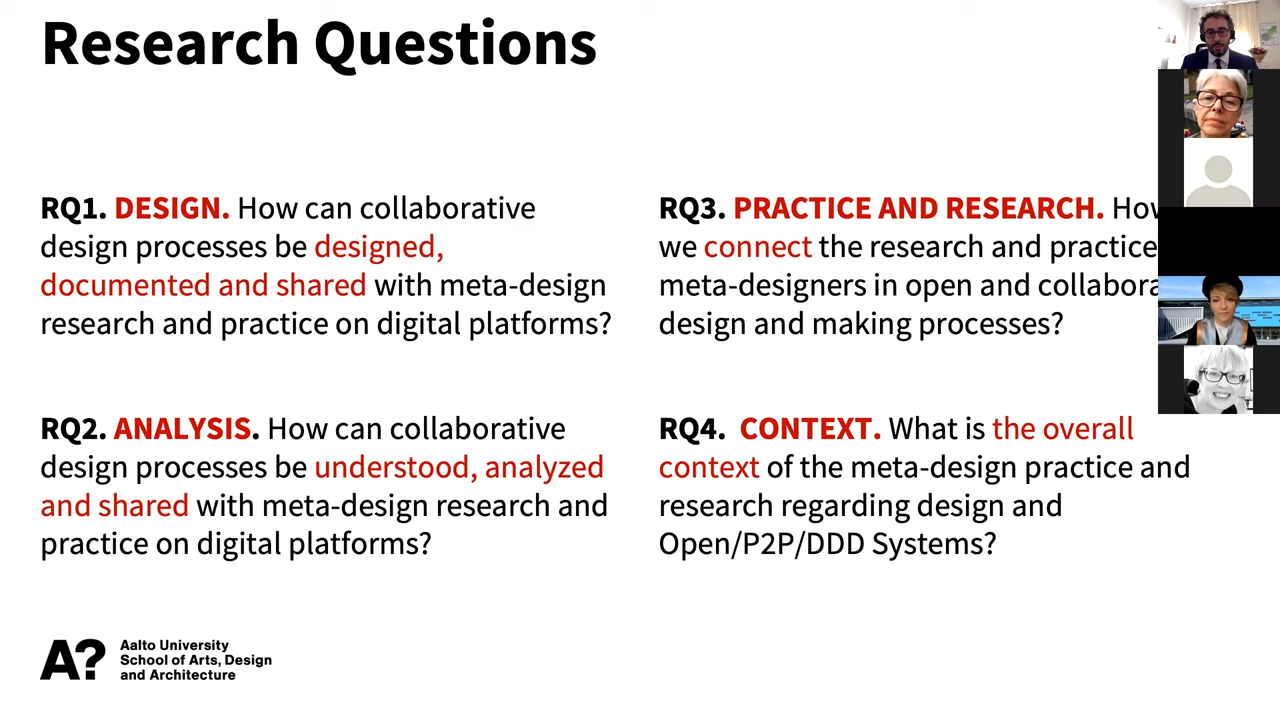 Research Questions
RQ1. DESIGN. How can collaborative
design processes be designed,
documented and shared with meta-design
research and practice on digital platforms?
RQ2. ANALYSIS. How can collaborative
design processes be understood, analyzed
and shared with meta-design research and
practice on digital platforms?
RQ3. PRACTICE AND RESEARCH.
we connect the research and practice
meta-designers in open and
design and making processes?
RQ4. CONTEXT. What is the overall
context of the meta-design practice and
research regarding design and
Open/P2P/DDD Systems?
A?
Aalto University
School of Arts, Design
and Architecture